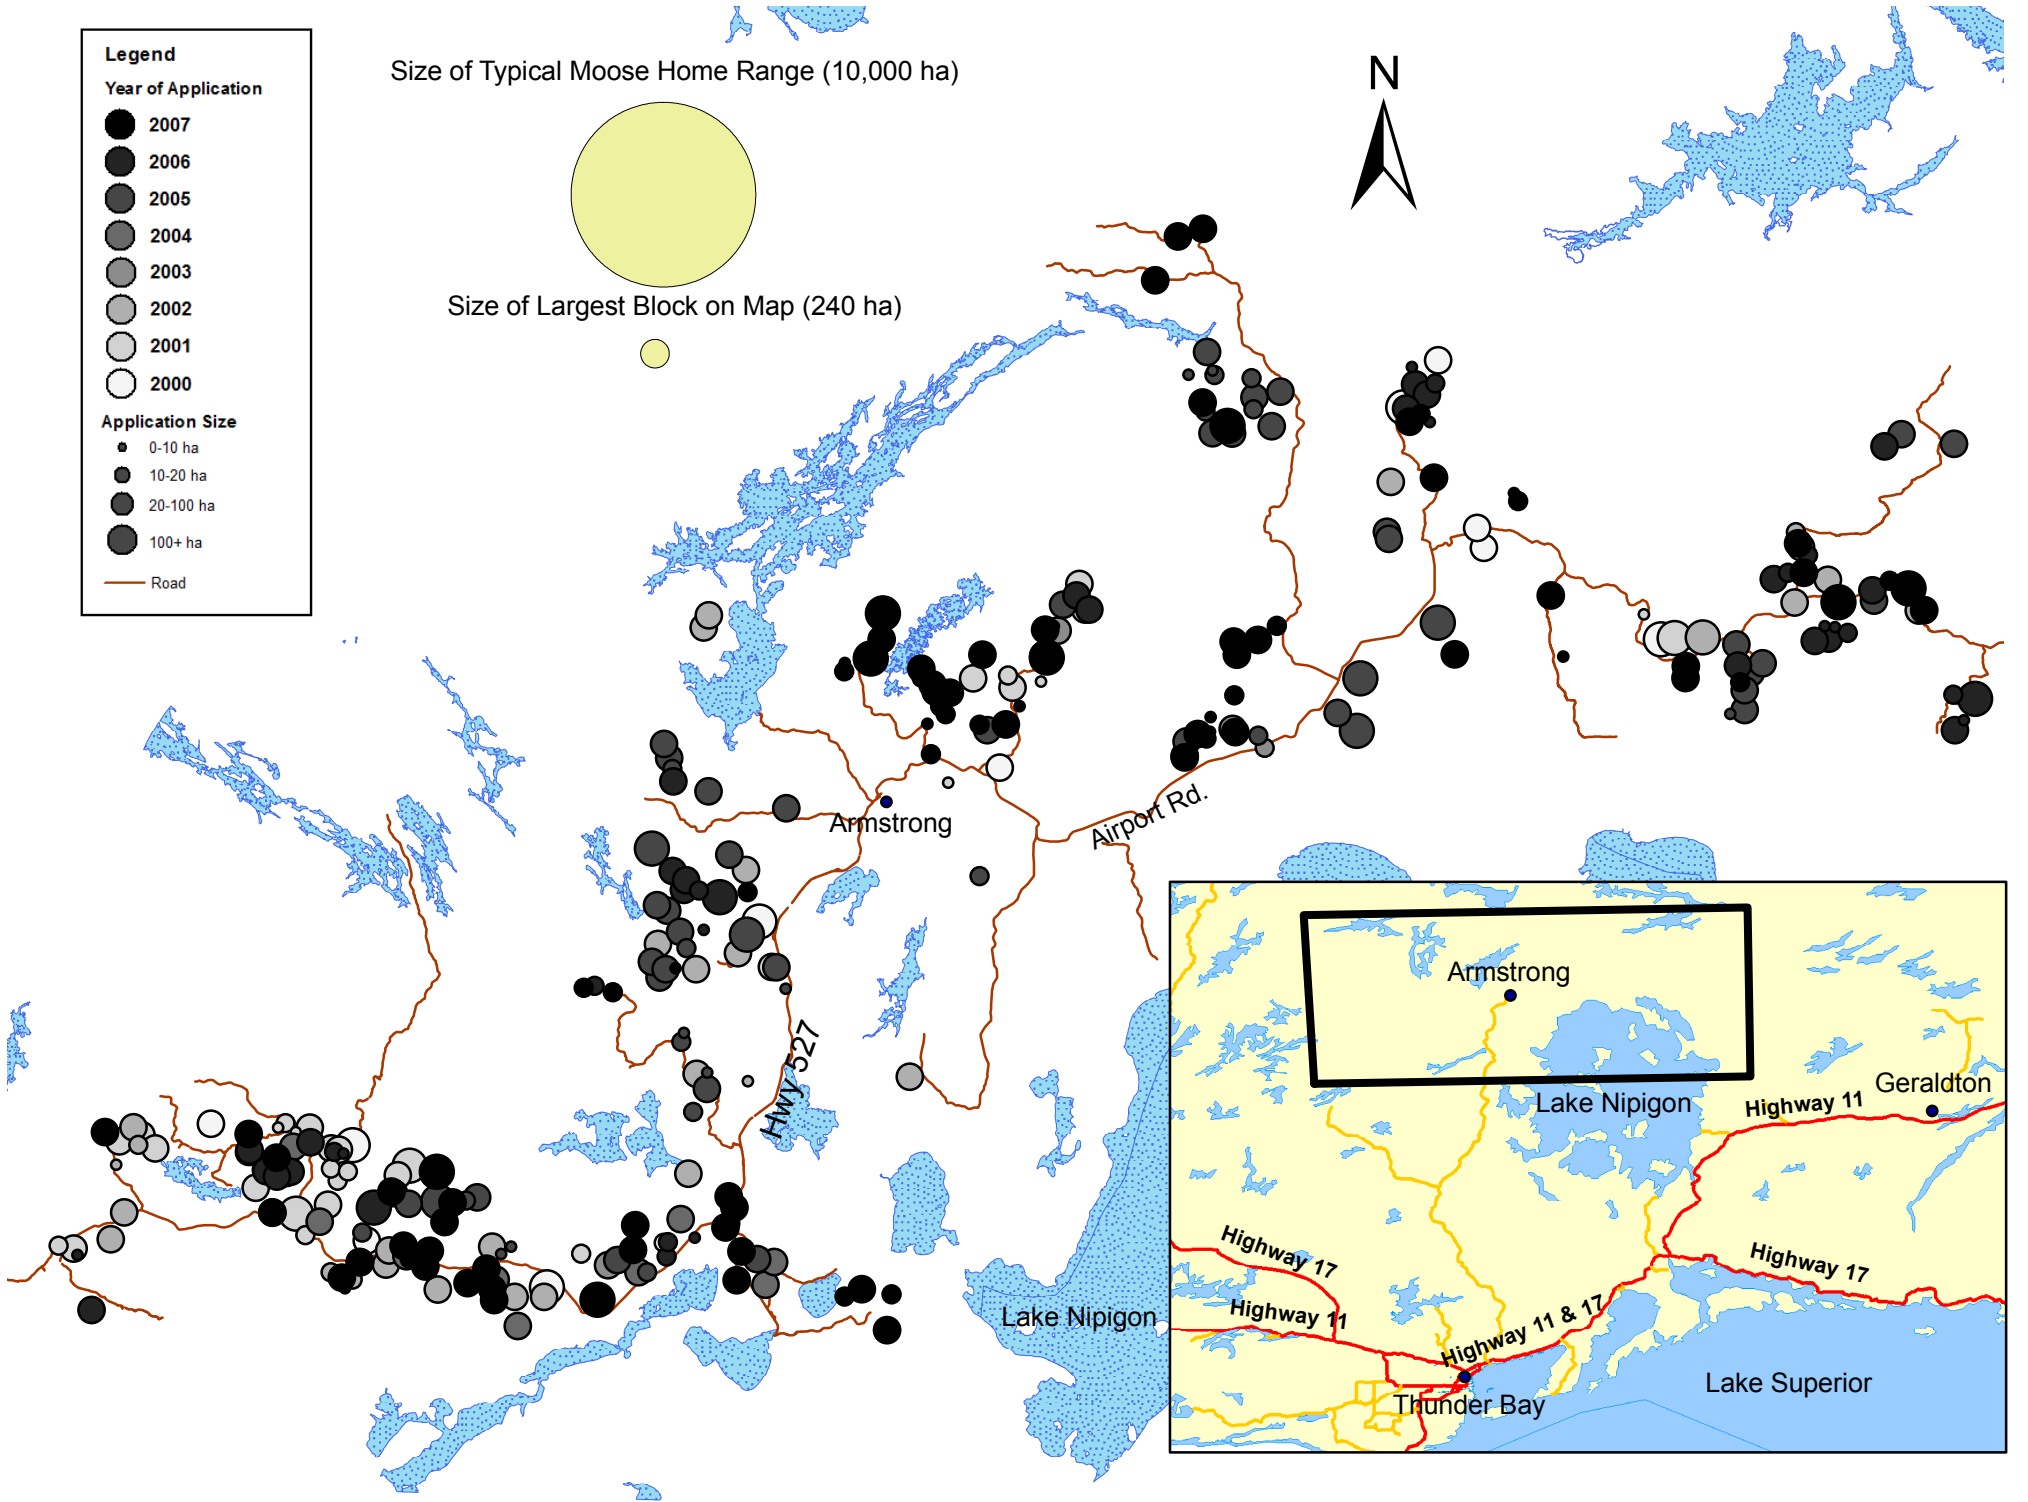 Legend
Year of Application
2007
2006
2005
2004
2003
2002
2001
2000
Application Size
0-10 ha
10-20 ha
20-100 ha
100+ ha
Road
Size of Typical Moose Home Range (10,000 ha)
Size of Largest Block on Map (240 ha)
N
Armstrong
Airport Rd.
Hwy 527
Lake Nipigon
Armstrong
Geraldton
Lake Nipigon
Highway 11
Highway 17
Highway 17
Highway 11
Highway 11 & 17
Lake Superior
Thunder Bay